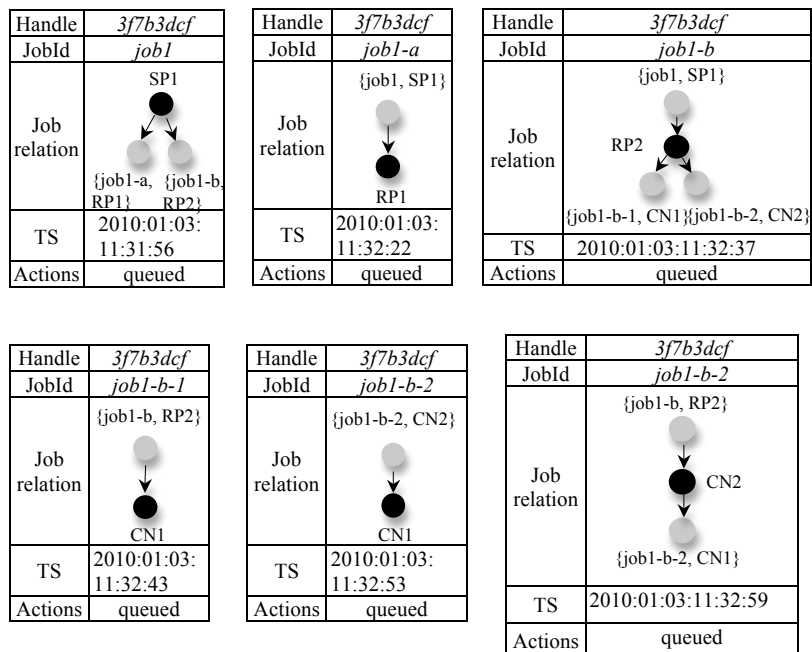 Handle 3f7b3dcf
JobId job1
Job relation
SP1
{job1-a, RP1}
{job1-b, RP2}
TS 2010:01:03:
11:31:56
Actions queued
Handle 3f7b3dcf
JobId job1-a
Job relation
{job1, SP1}
RP1
TS 2010:01:03:
11:32:22
Actions queued
Handle 3f7b3dcf
JobId job1-b
Job relation
{job1, SP1}
RP2
{job1-b-1, CN1}{job1-b-2, CN2}
TS 2010:01:03:11:32:37
Actions queued
Handle 3f7b3dcf
JobId job1-b-1
Job relation
{job1-b, RP2}
CN1
TS 2010:01:03:
11:32:43
Actions queued
Handle 3f7b3dcf
JobId job1-b-2
Job relation
{job1-b-2, CN2}
CN1
TS 2010:01:03:
11:32:53
Actions queued
Handle 3f7b3dcf
JobId job1-b-2
Job relation
{job1-b, RP2}
CN2
{job1-b-2, CN1}
TS 2010:01:03:11:32:59
Actions queued